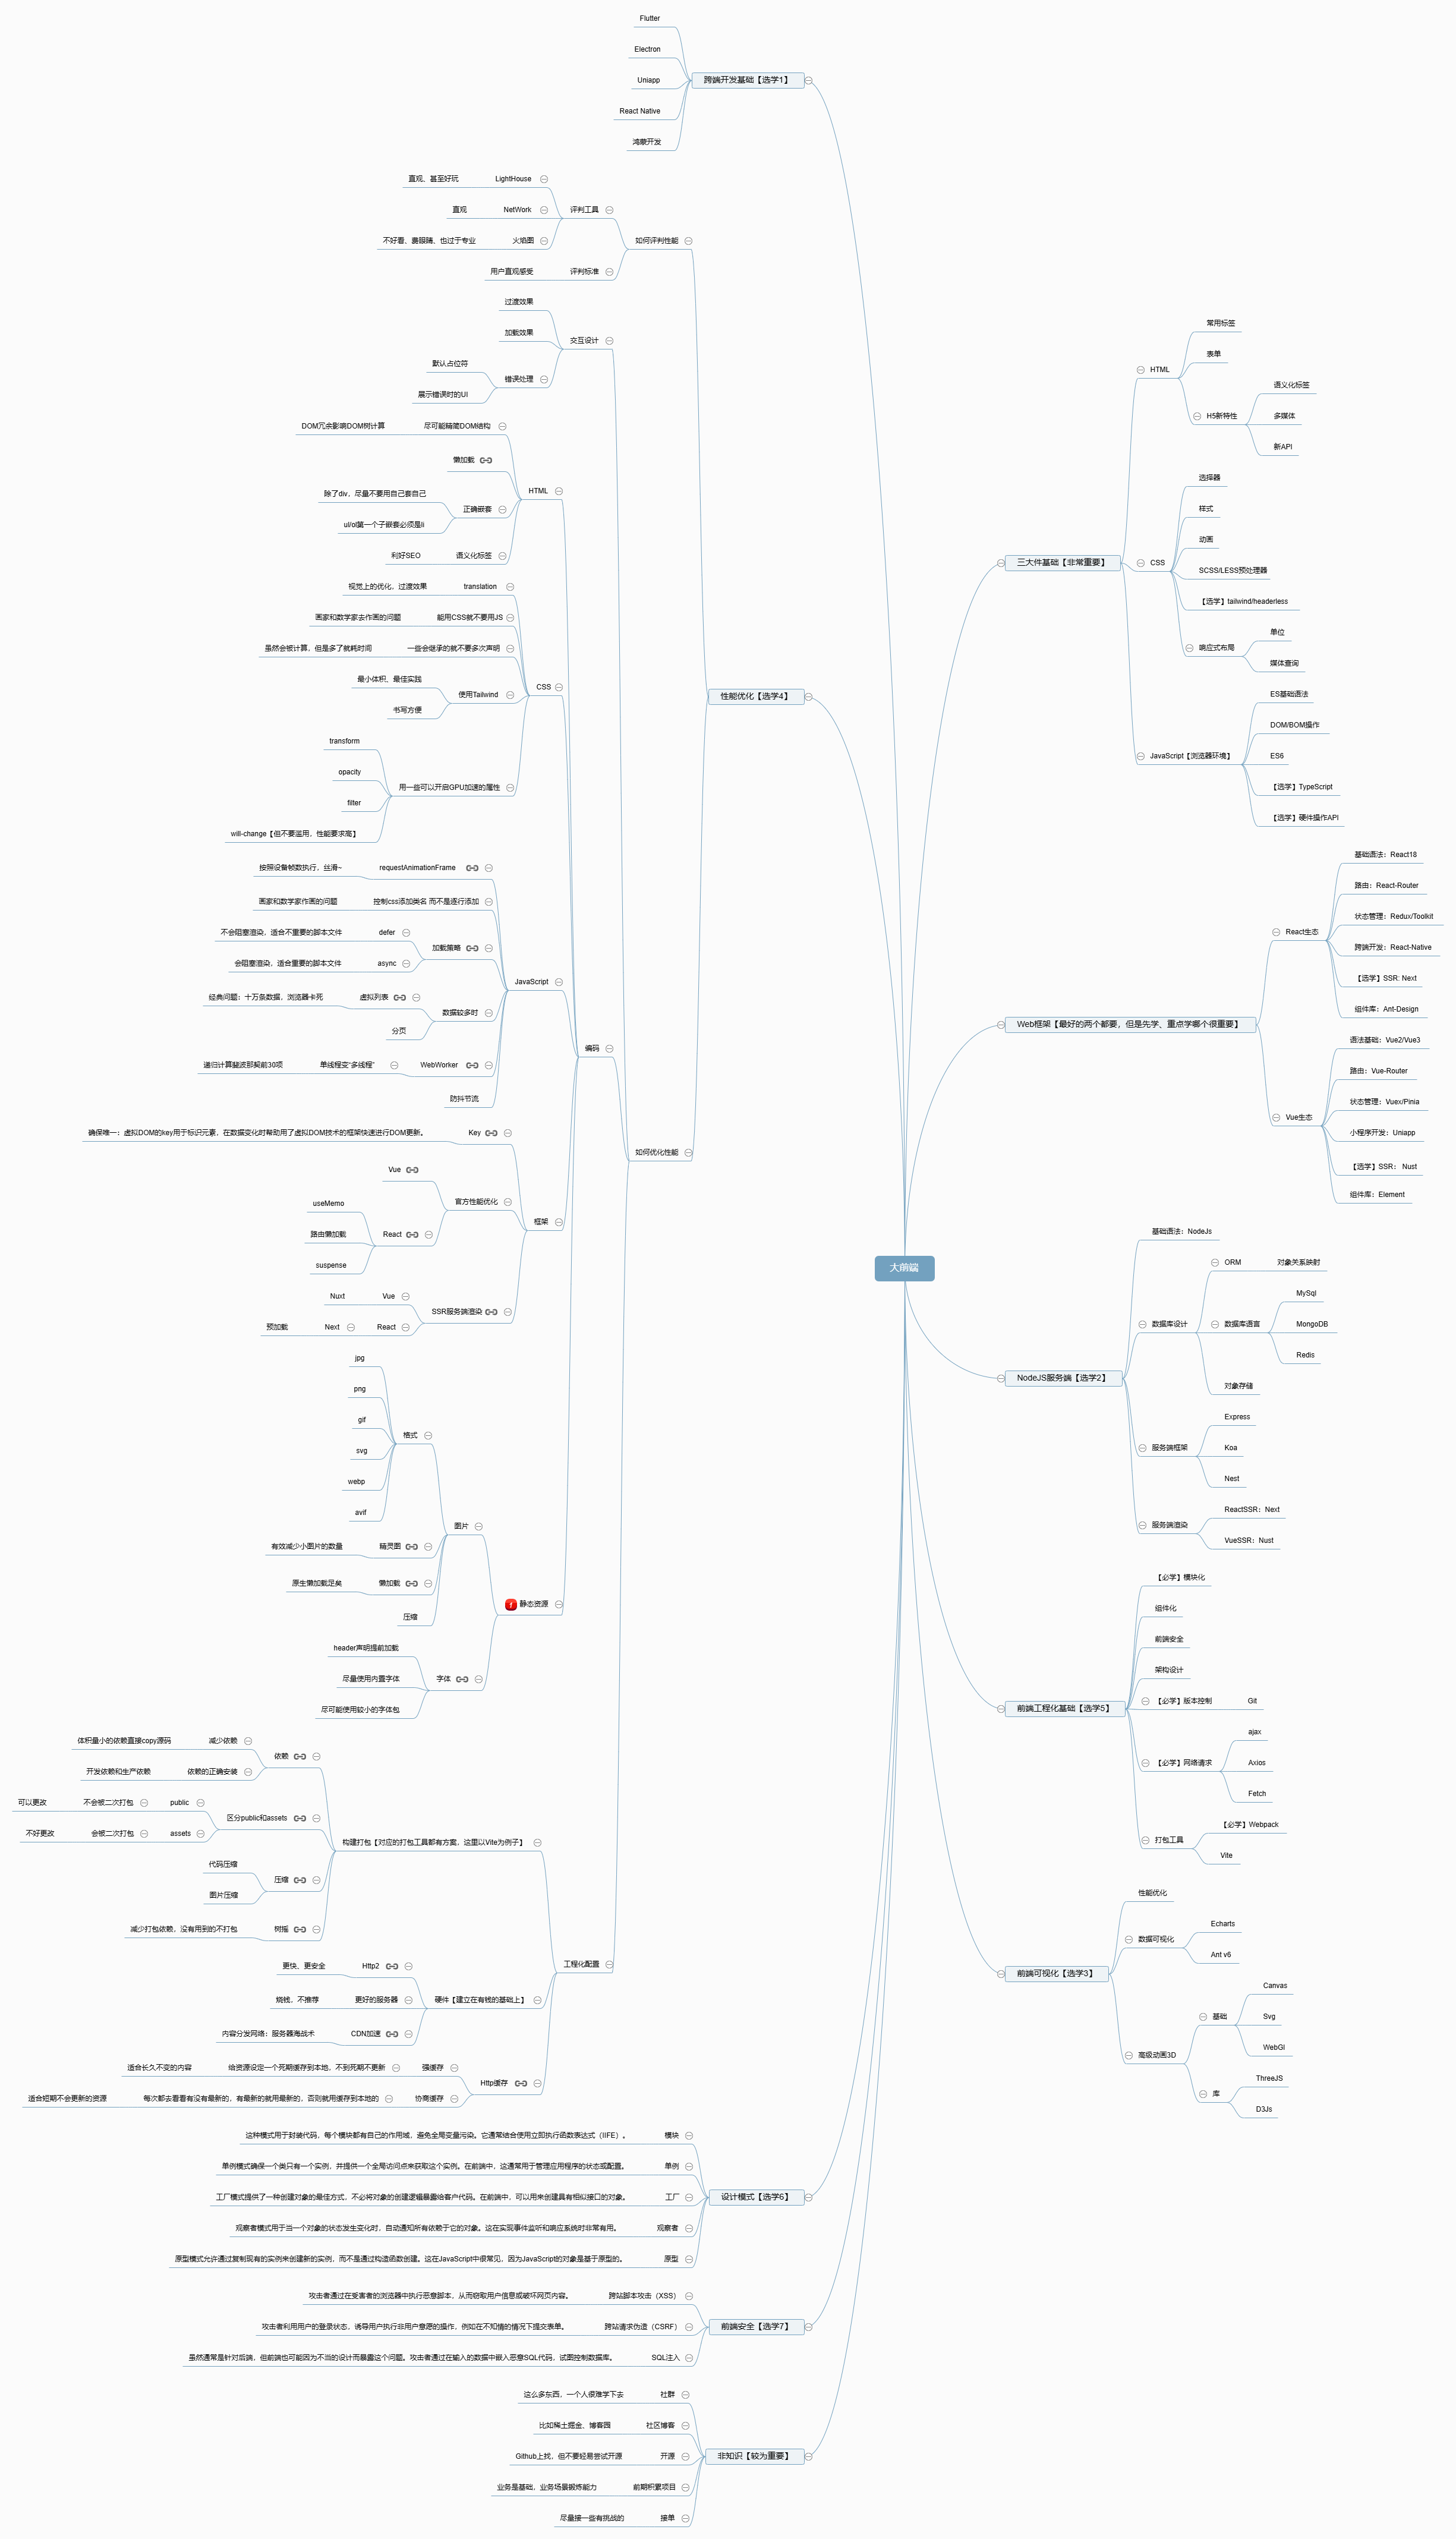 大前端
三大件基础【非常重要】
HTML
常用标签
表单
H5新特性
语义化标签
多媒体
新API
CSS
选择器
样式
动画
SCSS/LESS预处理器
【选学】tailwind/headerless
响应式布局
单位
媒体查询
JavaScript【浏览器环境】
ES基础语法
DOM/BOM操作
ES6
【选学】TypeScript
【选学】硬件操作API
Web框架【最好的两个都要，但是先学、重点学哪个很重要】
React生态
基础语法：React18
路由：React-Router
状态管理：Redux/Toolkit
跨端开发：React-Native
【选学】SSR: Next
组件库：Ant-Design
Vue生态
语法基础：Vue2/Vue3
路由：Vue-Router
状态管理：Vuex/Pinia
小程序开发：Uniapp
【选学】SSR： Nust
组件库：Element
NodeJS服务端【选学2】
基础语法：NodeJs
数据库设计
ORM
对象关系映射
数据库语言
MySql
MongoDB
Redis
对象存储
服务端框架
Express
Koa
Nest
服务端渲染
ReactSSR：Next
VueSSR：Nust
前端工程化基础【选学5】
【必学】模块化
组件化
前端安全
架构设计
【必学】版本控制
Git
【必学】网络请求
ajax
Axios
Fetch
打包工具
【必学】Webpack
Vite
前端可视化【选学3】
性能优化
数据可视化
Echarts
Ant v6
高级动画3D
基础
Canvas
Svg
WebGl
库
ThreeJS
D3Js
跨端开发基础【选学1】
Flutter
Electron
Uniapp
React Native
鸿蒙开发
性能优化【选学4】
如何评判性能
评判工具
LightHouse
直观、甚至好玩
NetWork
直观
火焰图
不好看、费眼睛、也过于专业
评判标准
用户直观感受
如何优化性能
交互设计
过渡效果
加载效果
错误处理
默认占位符
展示错误时的UI
编码
HTML
尽可能精简DOM结构
DOM冗余影响DOM树计算
懒加载
正确嵌套
除了div，尽量不要用自己套自己
ul/ol第一个子嵌套必须是li
语义化标签
利好SEO
CSS
translation
视觉上的优化，过渡效果
能用CSS就不要用JS
画家和数学家去作画的问题
一些会继承的就不要多次声明
虽然会被计算，但是多了就耗时间
使用Tailwind
最小体积、最佳实践
书写方便
用一些可以开启GPU加速的属性
transform
opacity
filter
will-change【但不要滥用，性能要求高】
JavaScript
requestAnimationFrame
按照设备帧数执行，丝滑~
控制css添加类名 而不是逐行添加
画家和数学家作画的问题
加载策略
defer
不会阻塞渲染，适合不重要的脚本文件
async
会阻塞渲染，适合重要的脚本文件
数据较多时
虚拟列表
经典问题：十万条数据，浏览器卡死
分页
WebWorker
单线程变“多线程”
递归计算斐波那契前30项
防抖节流
框架
Key
确保唯一：虚拟DOM的key用于标识元素，在数据变化时帮助用了虚拟DOM技术的框架快速进行DOM更新。
官方性能优化
Vue
React
useMemo
路由懒加载
suspense
SSR服务端渲染
Vue
Nuxt
React
Next
预加载
静态资源
图片
格式
jpg
png
gif
svg
webp
avif
精灵图
有效减少小图片的数量
懒加载
原生懒加载足矣
压缩
字体
header声明提前加载
尽量使用内置字体
尽可能使用较小的字体包
工程化配置
构建打包【对应的打包工具都有方案，这里以Vite为例子】
依赖
减少依赖
体积量小的依赖直接copy源码
依赖的正确安装
开发依赖和生产依赖
区分public和assets
public
不会被二次打包
可以更改
assets
会被二次打包
不好更改
压缩
代码压缩
图片压缩
树摇
减少打包依赖，没有用到的不打包
硬件【建立在有钱的基础上】
Http2
更快、更安全
更好的服务器
烧钱，不推荐
CDN加速
内容分发网络：服务器海战术
Http缓存
强缓存
给资源设定一个死期缓存到本地，不到死期不更新
适合长久不变的内容
协商缓存
每次都去看看有没有最新的，有最新的就用最新的，否则就用缓存到本地的
适合短期不会更新的资源
设计模式【选学6】
模块
这种模式用于封装代码，每个模块都有自己的作用域，避免全局变量污染。它通常结合使用立即执行函数表达式（IIFE）。
单例
单例模式确保一个类只有一个实例，并提供一个全局访问点来获取这个实例。在前端中，这通常用于管理应用程序的状态或配置。
工厂
工厂模式提供了一种创建对象的最佳方式，不必将对象的创建逻辑暴露给客户代码。在前端中，可以用来创建具有相似接口的对象。
观察者
观察者模式用于当一个对象的状态发生变化时，自动通知所有依赖于它的对象。这在实现事件监听和响应系统时非常有用。
原型
原型模式允许通过复制现有的实例来创建新的实例，而不是通过构造函数创建。这在JavaScript中很常见，因为JavaScript的对象是基于原型的。
前端安全【选学7】
跨站脚本攻击（XSS）
攻击者通过在受害者的浏览器中执行恶意脚本，从而窃取用户信息或破坏网页内容。
跨站请求伪造（CSRF）
攻击者利用用户的登录状态，诱导用户执行非用户意愿的操作，例如在不知情的情况下提交表单。
SQL注入
虽然通常是针对后端，但前端也可能因为不当的设计而暴露这个问题。攻击者通过在输入的数据中嵌入恶意SQL代码，试图控制数据库。
非知识【较为重要】
社群
这么多东西，一个人很难学下去
社区博客
比如稀土掘金、博客园
开源
Github上找，但不要轻易尝试开源
前期积累项目
业务是基础，业务场景锻炼能力
接单
尽量接一些有挑战的